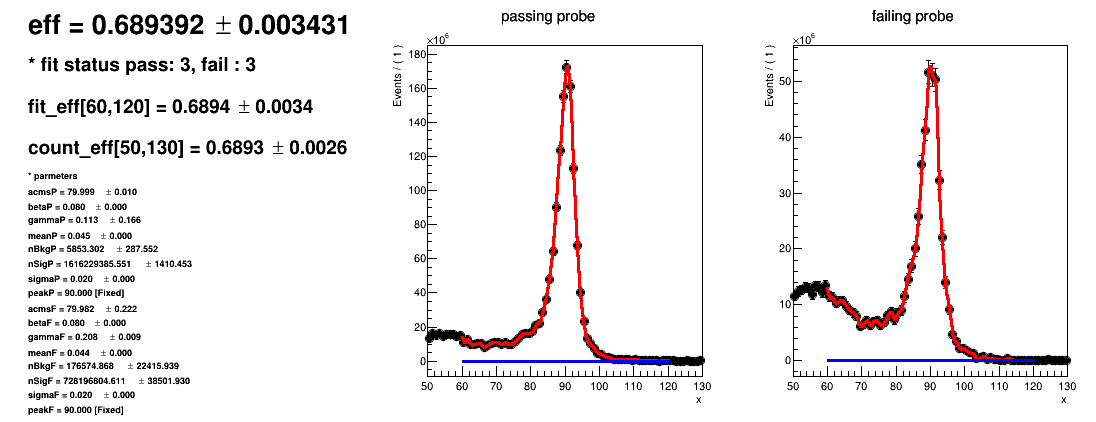 eff = 0.689392 ± 0.003431
* fit status pass: 3, fail : 3
fit_eff[60,120] = 0.6894 ± 0.0034
count_eff[50,130] = 0.6893 ± 0.0026
* parmeters
acmsP = 79.999 ± 0.010
betaP = 0.080 ± 0.000
gammaP = 0.113 ± 0.166
meanP = 0.045 ± 0.000
nBkgP = 5853.302 ± 287.552
nSigP = 1616229385.551 ± 1410.453
sigmaP = 0.020 ± 0.000
peakP = 90.000 [Fixed]
acmsF = 79.982 ± 0.222
betaF = 0.080 ± 0.000
gammaF = 0.208 ± 0.009
meanF = 0.044 ± 0.000
nBkgF = 176574.868 ± 22415.939
nSigF = 728196804.611 ± 38501.930
sigmaF = 0.020 ± 0.000
peakF = 90.000 [Fixed]
passing probe
×10⁶
Events / ( 1 )
180
160
140
120
100
80
60
40
20
0
50 60 70 80 90 100 110 120 130
x
failing probe
×10⁶
Events / ( 1 )
50
40
30
20
10
0
50 60 70 80 90 100 110 120 130
x